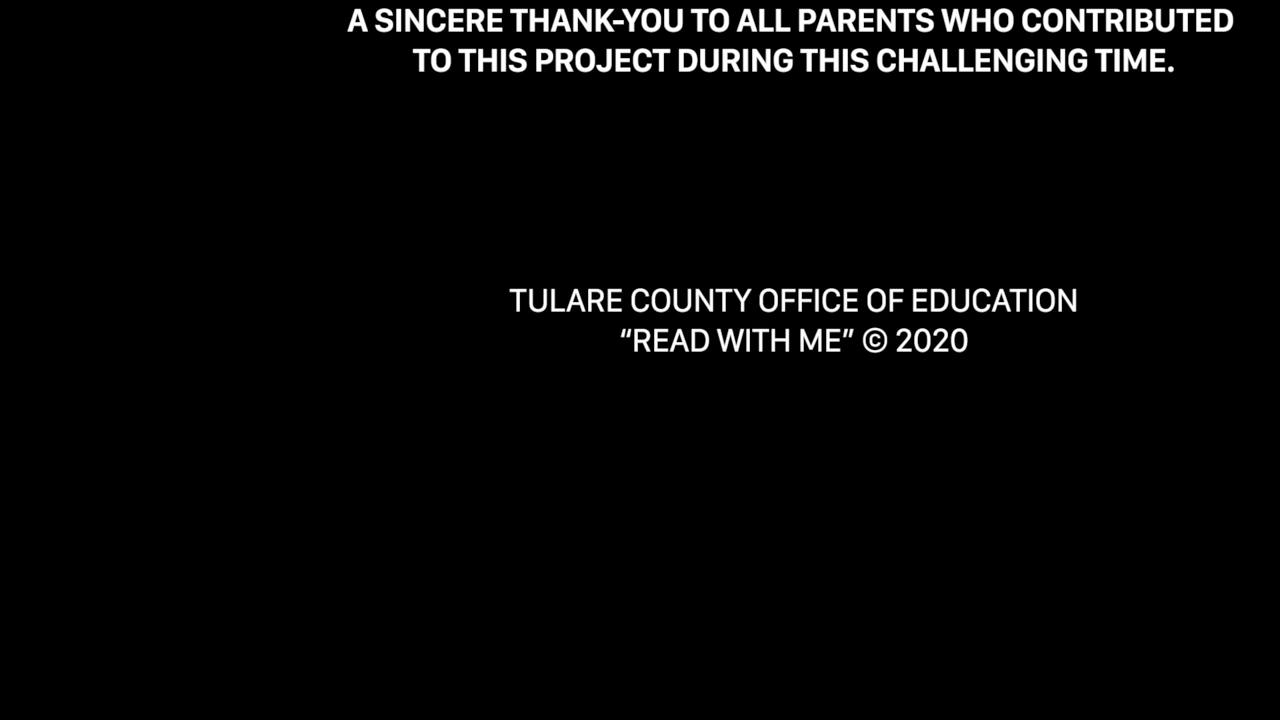 A SINCERE THANK-YOU TO ALL PARENTS WHO CONTRIBUTED
TO THIS PROJECT DURING THIS CHALLENGING TIME.
TULARE COUNTY OFFICE OF EDUCATION
“READ WITH ME” © 2020